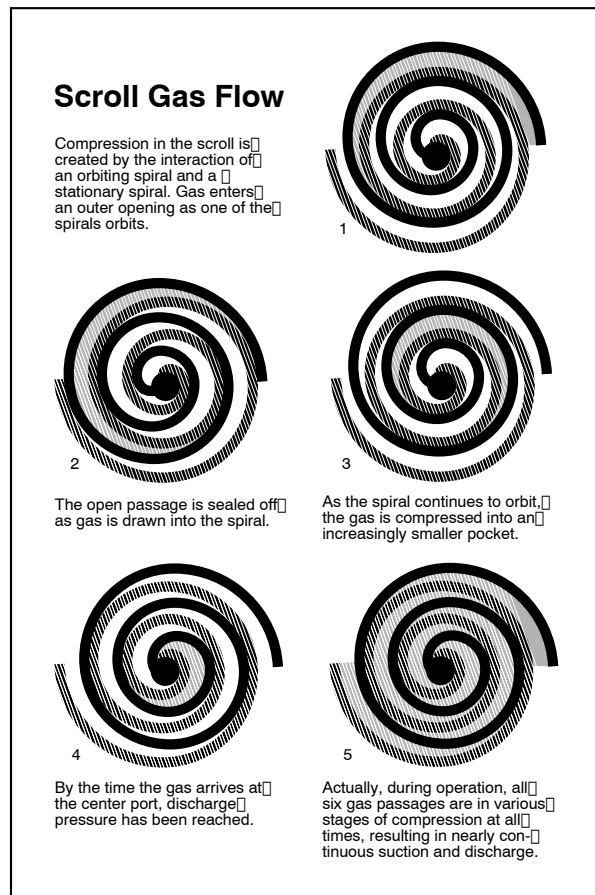 Scroll Gas Flow
Compression in the scroll is
created by the interaction of
an orbiting spiral and a
stationary spiral. Gas enters
an outer opening as one of the
spirals orbits.
1
2
3
The open passage is sealed off
as gas is drawn into the spiral.
As the spiral continues to orbit,
the gas is compressed into an
increasingly smaller pocket.
4
5
By the time the gas arrives at
the center port, discharge
pressure has been reached.
Actually, during operation, all
six gas passages are in various
stages of compression at all
times, resulting in nearly con-
tinuous suction and discharge.